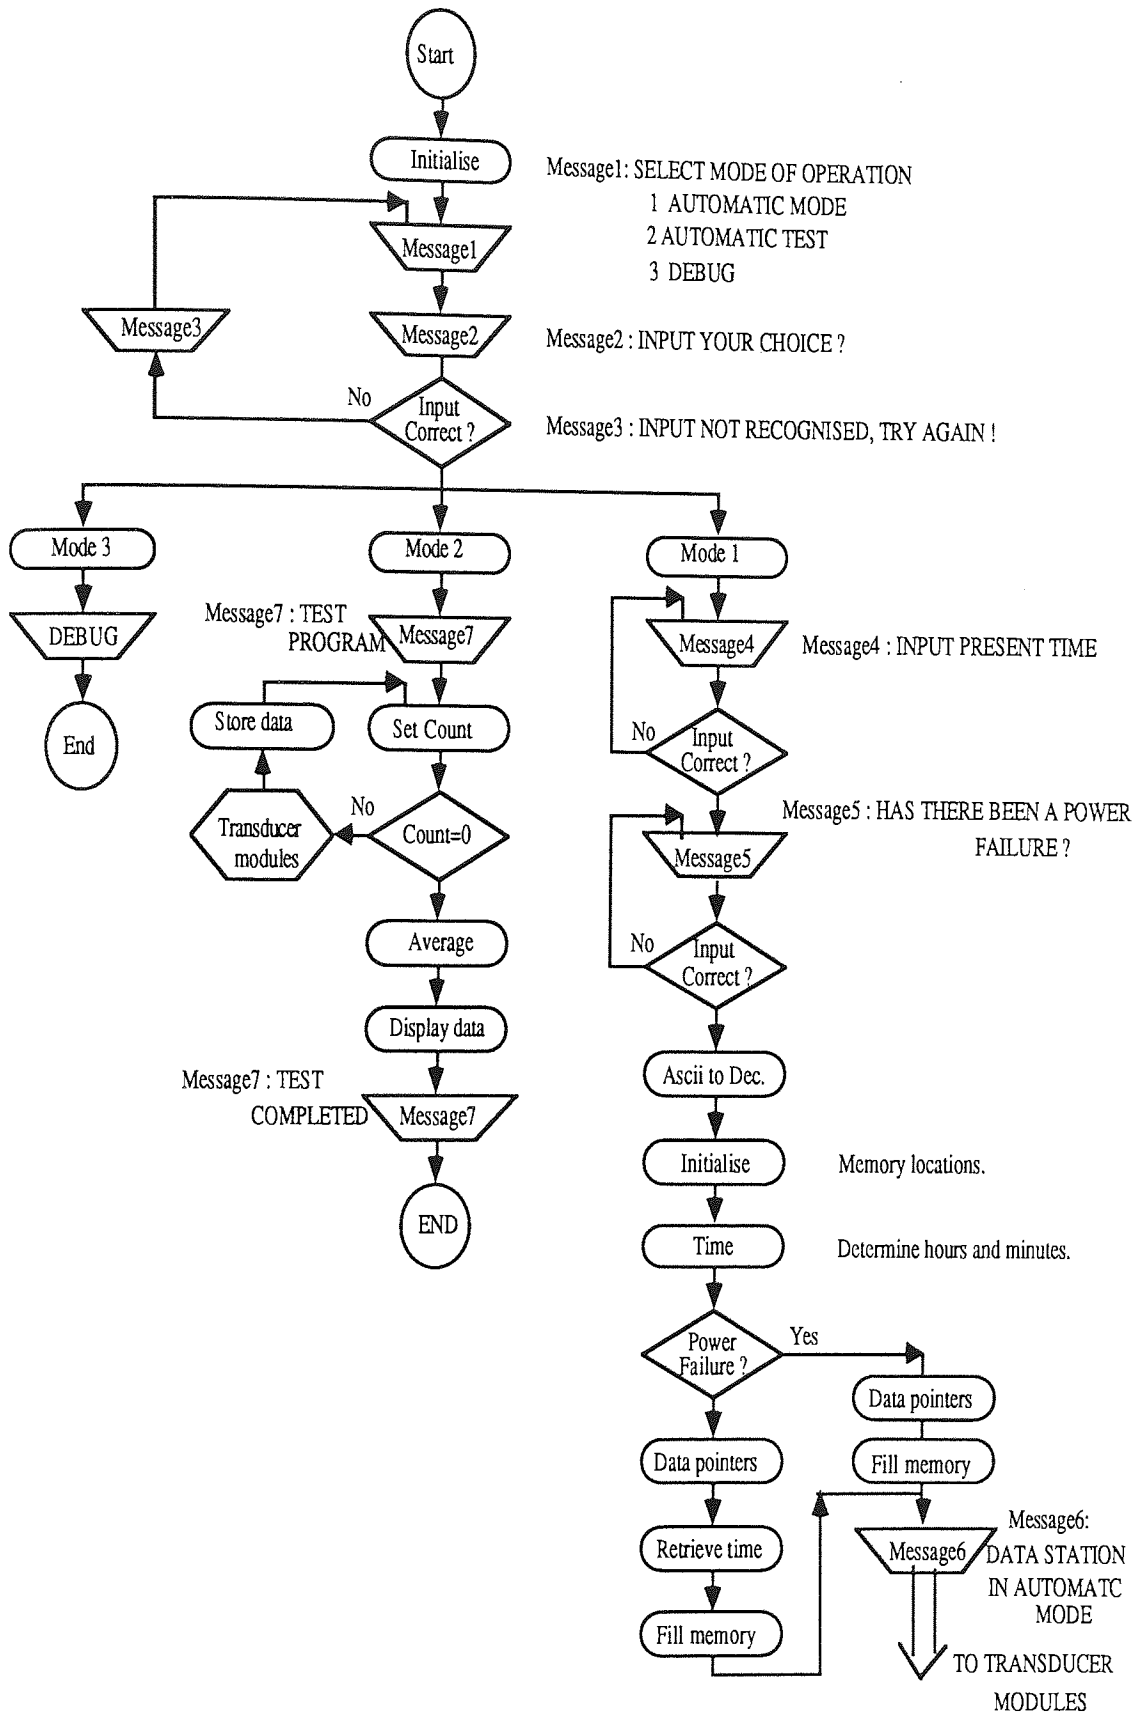 Start
Initialise
Message1: SELECT MODE OF OPERATION
1 AUTOMATIC MODE
2 AUTOMATIC TEST
3 DEBUG
Message1
Message3
Message2
Message2 : INPUT YOUR CHOICE ?
No
Input
Correct ?
Message3 : INPUT NOT RECOGNISED, TRY AGAIN !
Mode 3
DEBUG
End
Mode 2
Message7 : TEST
PROGRAM
Message7
Store data
Set Count
No
Transducer
modules
Count=0
Average
Display data
Message7 : TEST
COMPLETED
Message7
END
Mode 1
Message4
Message4 : INPUT PRESENT TIME
No
Input
Correct ?
Message5 : HAS THERE BEEN A POWER
FAILURE ?
Message5
No
Input
Correct ?
Ascii to Dec.
Initialise
Memory locations.
Time
Determine hours and minutes.
Power
Failure ?
Yes
Data pointers
Fill memory
Data pointers
Retrieve time
Fill memory
Message6
Message6:
DATA STATION
IN AUTOMATC
MODE
TO TRANSDUCER
MODULES